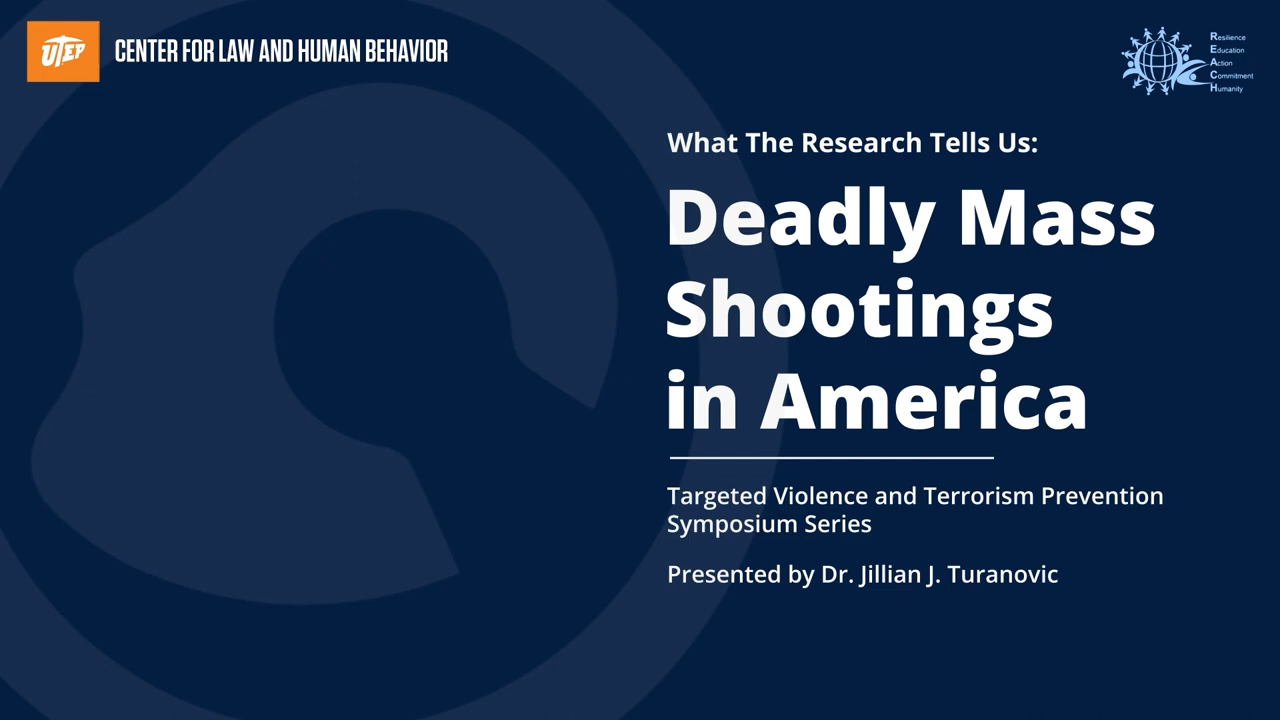 UTEP
CENTER FOR LAW AND HUMAN BEHAVIOR
Resilience
Education
Action
Commitment
Humanity
What The Research Tells Us:
Deadly Mass
Shootings
in America
Targeted Violence and Terrorism Prevention
Symposium Series
Presented by Dr. Jillian J. Turanovic